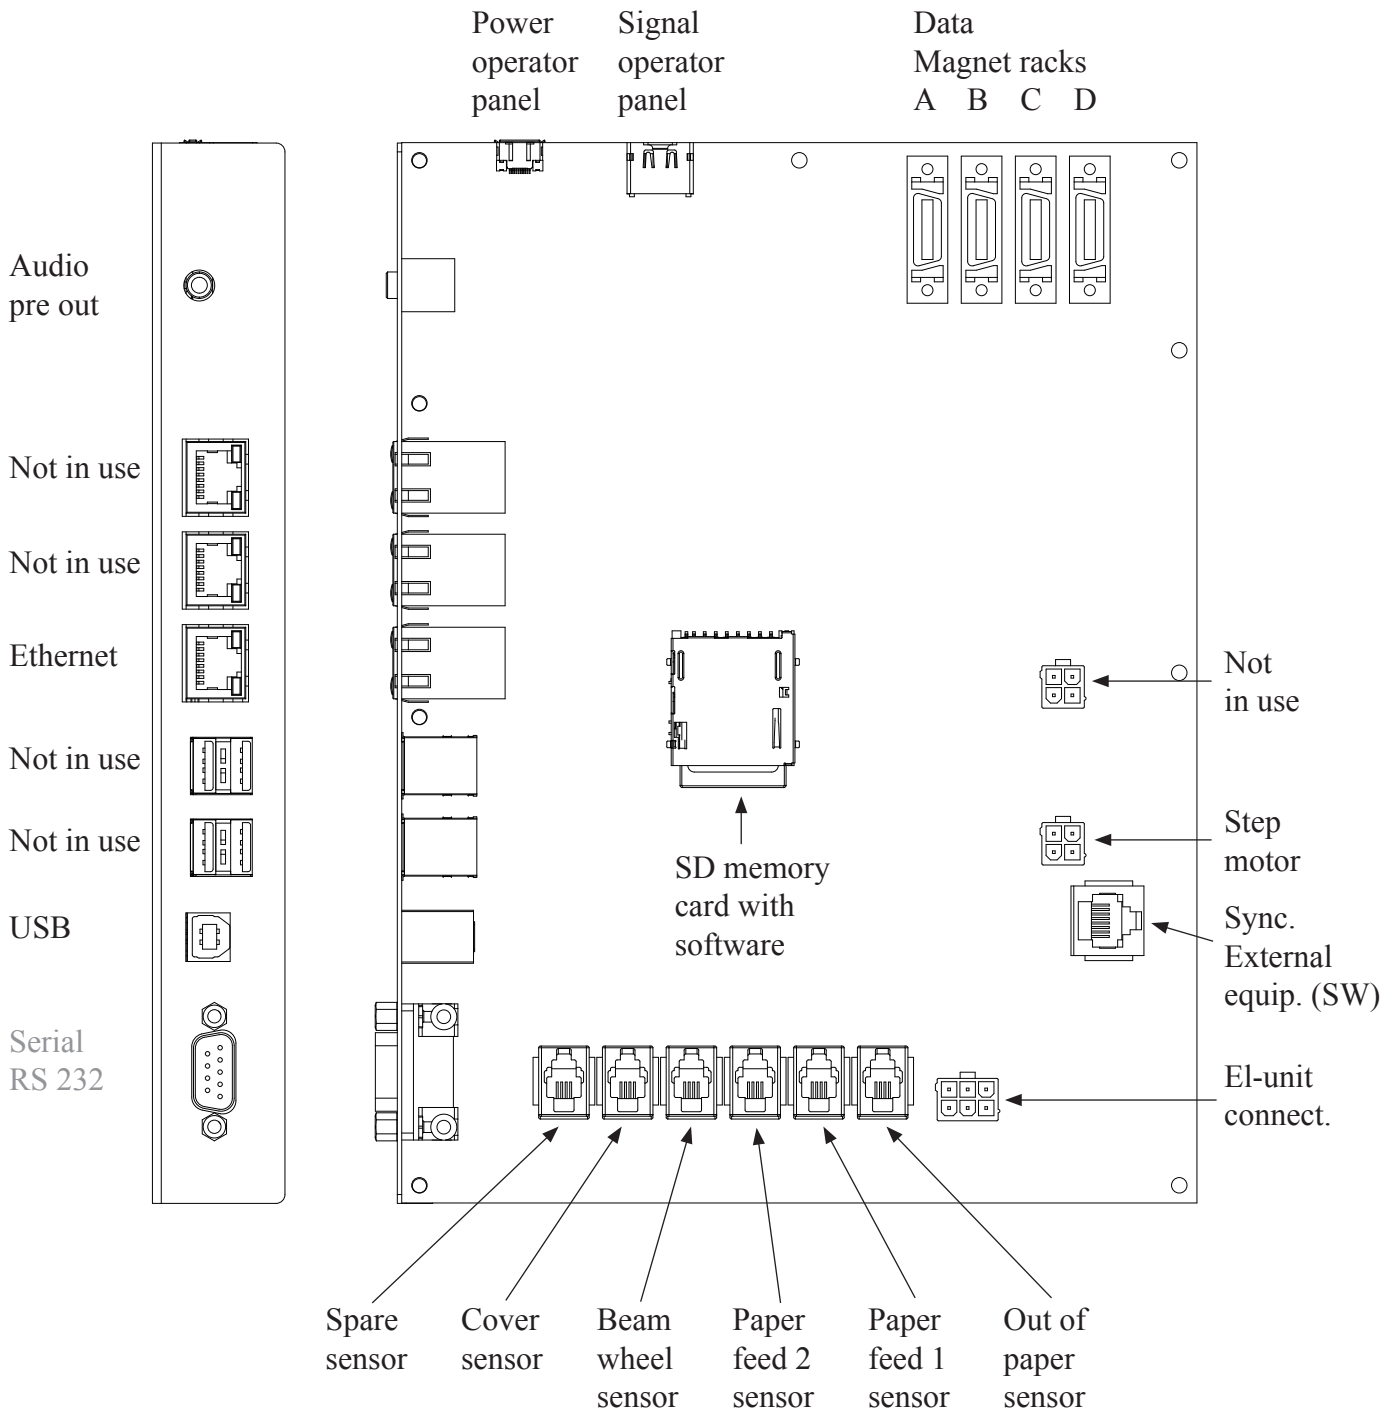 Power
operator
panel
Signal
operator
panel
Data
Magnet racks
A B C D
Audio
pre out
Not in use
Not in use
Ethernet
Not in use
Not in use
USB
Serial
RS 232
SD memory
card with
software
Not
in use
Step
motor
Sync.
External
equip. (SW)
El-unit
connect.
Spare
sensor
Cover
sensor
Beam
wheel
sensor
Paper
feed 2
sensor
Paper
feed 1
sensor
Out of
paper
sensor